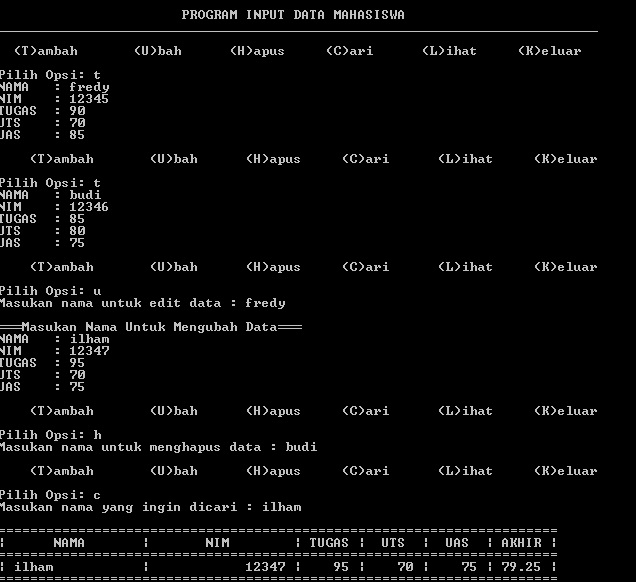 PROGRAM INPUT DATA MAHASISWA
(T)ambah (U)bah (H)apus (C)ari (L)ihat (K)eluar
Pilih Opsi: t
NAMA : fredy
NIM : 12345
TUGAS : 90
UTS : 70
UAS : 85
(T)ambah (U)bah (H)apus (C)ari (L)ihat (K)eluar
Pilih Opsi: t
NAMA : budi
NIM : 12346
TUGAS : 85
UTS : 80
UAS : 75
(T)ambah (U)bah (H)apus (C)ari (L)ihat (K)eluar
Pilih Opsi: u
Masukan nama untuk edit data : fredy
===Masukan Nama Untuk Mengubah Data===
NAMA : ilham
NIM : 12347
TUGAS : 95
UTS : 70
UAS : 75
(T)ambah (U)bah (H)apus (C)ari (L)ihat (K)eluar
Pilih Opsi: h
Masukan nama untuk menghapus data : budi
(T)ambah (U)bah (H)apus (C)ari (L)ihat (K)eluar
Pilih Opsi: c
Masukan nama yang ingin dicari : ilham
| NAMA | NIM | TUGAS | UTS | UAS | AKHIR |
| ilham | 12347 | 95 | 70 | 75 | 79.25 |